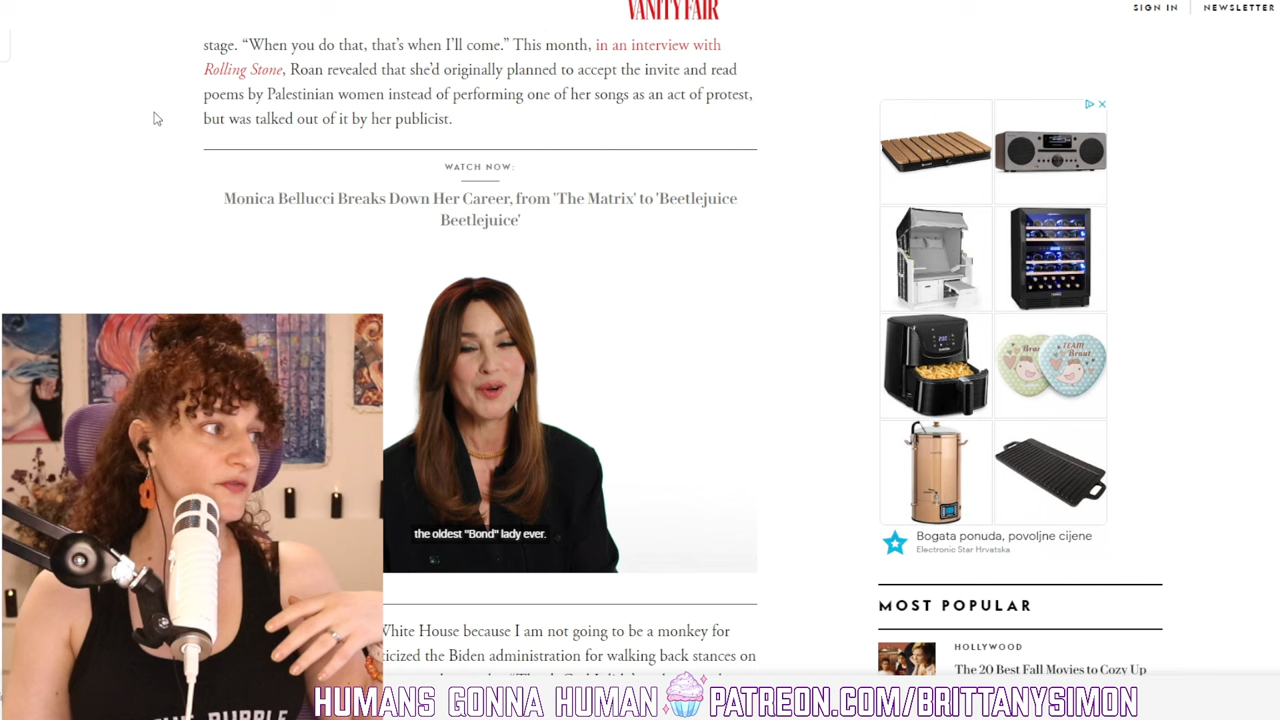 VANITY FAIR
SIGN IN
NEWSLETTER
stage. “When you do that, that’s when I’ll come.” This month, in an interview with
Rolling Stone, Roan revealed that she’d originally planned to accept the invite and read
poems by Palestinian women instead of performing one of her songs as an act of protest,
but was talked out of it by her publicist.
WATCH NOW:
Monica Bellucci Breaks Down Her Career, from 'The Matrix' to 'Beetlejuice
Beetlejuice'
the oldest "Bond" lady ever.
White House because I am not going to be a monkey for
ticized the Biden administration for walking back stances on
TEAM
Braut
Bogata ponuda, povoljne cijene
Electronic Star Hrvatska
MOST POPULAR
HOLLYWOOD
The 20 Best Fall Movies to Cozy Up
BUBBLE
HUMANS GONNA HUMAN PATREON.COM/BRITTANYSIMON